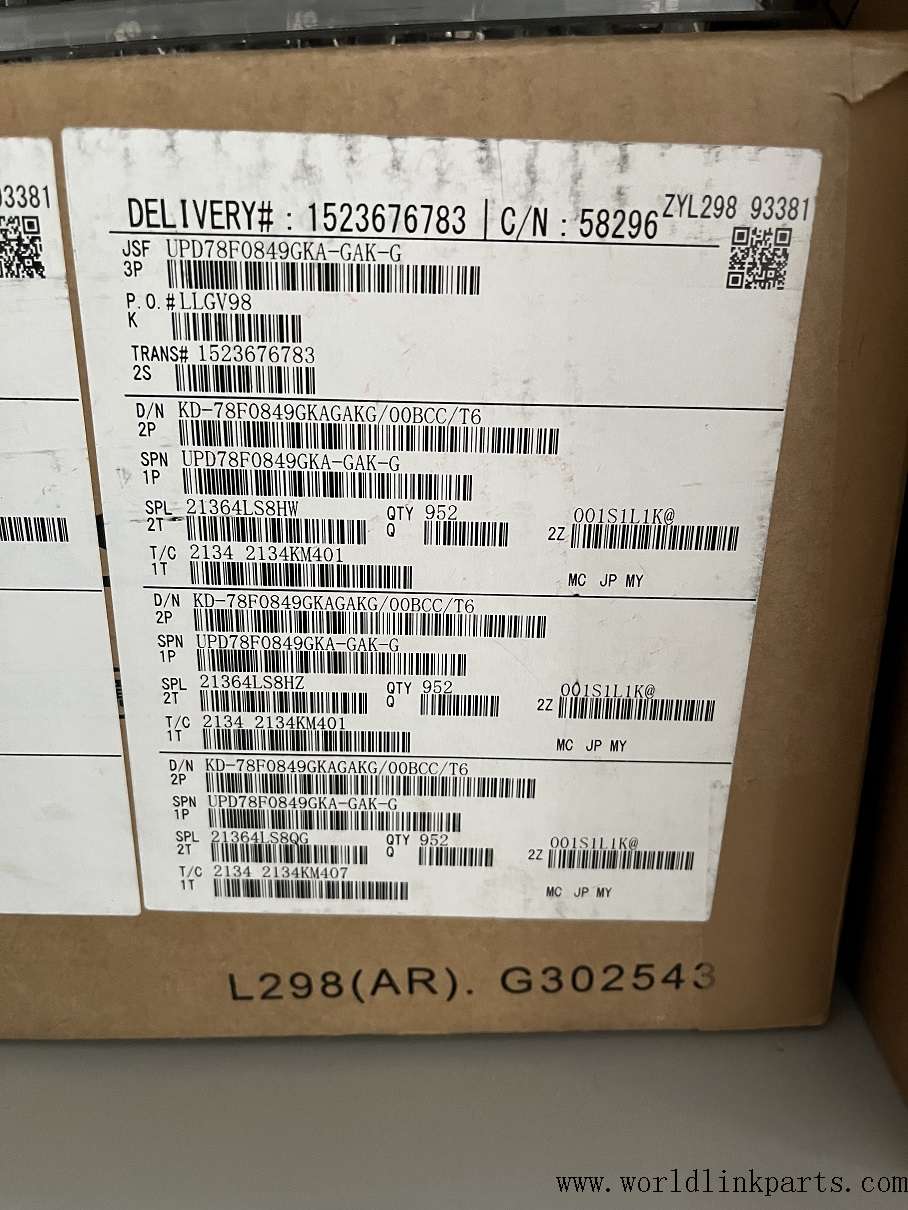 93381
DELIVERY# : 1523676783 | C/N : 58296 ZYL298 93381
JSF UPD78F0849GKA-GAK-G
3P
P.O.# LLGV98
K
TRANS# 1523676783
2S
D/N KD-78F0849GKAGAKG/00BCC/T6
2P
SPN UPD78F0849GKA-GAK-G
1P
SPL 21364LS8HW QTY 952 001S1L1K@
2T Q 2Z
T/C 2134 2134KM401
1T MC JP MY
D/N KD-78F0849GKAGAKG/00BCC/T6
2P
SPN UPD78F0849GKA-GAK-G
1P
SPL 21364LS8HZ QTY 952 001S1L1K@
2T Q 2Z
T/C 2134 2134KM401
1T MC JP MY
D/N KD-78F0849GKAGAKG/00BCC/T6
2P
SPN UPD78F0849GKA-GAK-G
1P
SPL 21364LS8QG QTY 952 001S1L1K@
2T Q 2Z
T/C 2134 2134KM407
1T MC JP MY
L298(AR). G302543
www.worldlinkparts.com